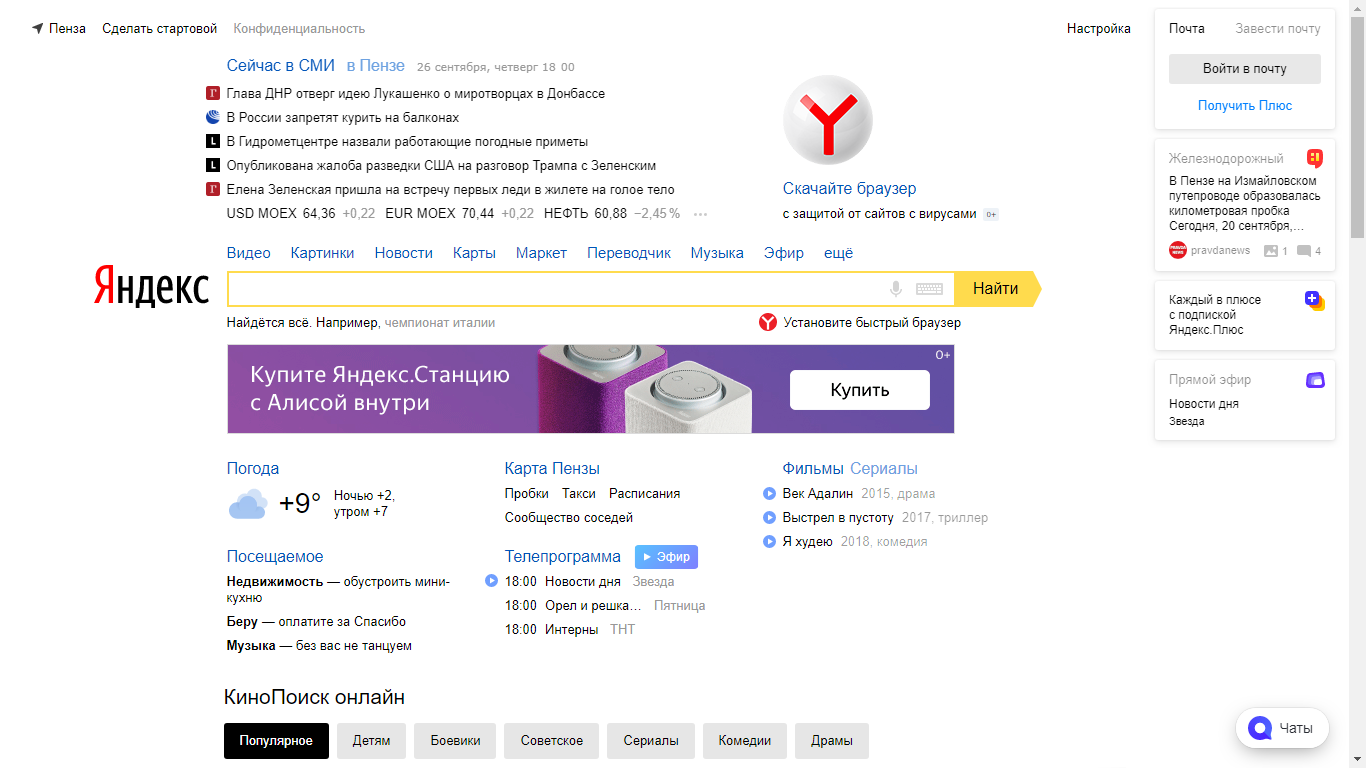 Пенза Сделать стартовой Конфиденциальность Настройка
Сейчас в СМИ в Пензе 26 сентября, четверг 18 00
Глава ДНР отверг идею Лукашенко о миротворцах в Донбассе
В России запретят курить на балконах
В Гидрометцентре назвали работающие погодные приметы
Опубликована жалоба разведки США на разговор Трампа с Зеленским
Елена Зеленская пришла на встречу первых леди в жилете на голое тело
USD MOEX 64,36 +0,22 EUR MOEX 70,44 +0,22 НЕФТЬ 60,88 −2,45 %
Скачайте браузер
с защитой от сайтов с вирусами 0+
Видео Картинки Новости Карты Маркет Переводчик Музыка Эфир ещё
Яндекс
Найти
Найдётся всё. Например, чемпионат италии
Установите быстрый браузер
Купите Яндекс.Станцию
с Алисой внутри
Купить
0+
Погода
+9°
Ночью +2,
утром +7
Карта Пензы
Пробки Такси Расписания
Сообщество соседей
Фильмы Сериалы
Век Адалин 2015, драма
Выстрел в пустоту 2017, триллер
Я худею 2018, комедия
Посещаемое
Недвижимость — обустроить мини-
кухню
Беру — оплатите за Спасибо
Музыка — без вас не танцуем
Телепрограмма Эфир
18:00 Новости дня Звезда
18:00 Орел и решка… Пятница
18:00 Интерны ТНТ
КиноПоиск онлайн
Популярное Детям Боевики Советское Сериалы Комедии Драмы
Почта Завести почту
Войти в почту
Получить Плюс
Железнодорожный
В Пензе на Измайловском
путепроводе образовалась
километровая пробка
Сегодня, 20 сентября,…
pravdanews 1 4
Каждый в плюсе
с подпиской
Яндекс.Плюс
Прямой эфир
Новости дня
Звезда
Чаты